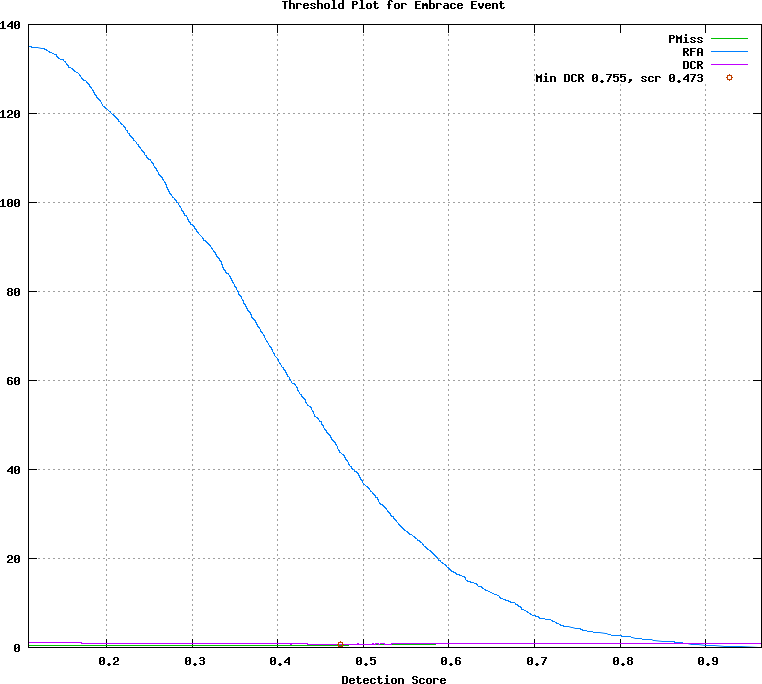 Threshold Plot for Embrace Event
PMiss
RFA
DCR
Min DCR 0.755, scr 0.473
140
120
100
80
60
40
20
0
0.2 0.3 0.4 0.5 0.6 0.7 0.8 0.9
Detection Score